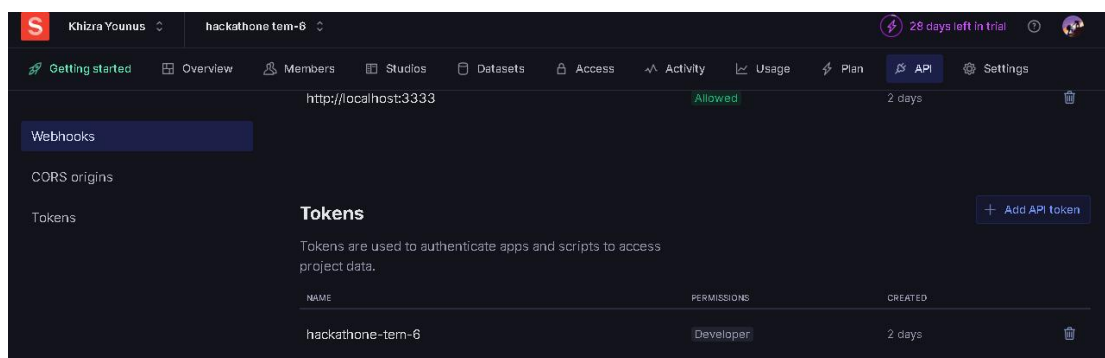 S Khizra Younus hackathone tem-6 28 days left in trial
Getting started Overview Members Studios Datasets Access Activity Usage Plan API Settings
http://localhost:3333 Allowed 2 days
Webhooks
CORS origins
Tokens
Tokens + Add API token
Tokens are used to authenticate apps and scripts to access
project data.
NAME PERMISSIONS CREATED
hackathone-tem-6 Developer 2 days